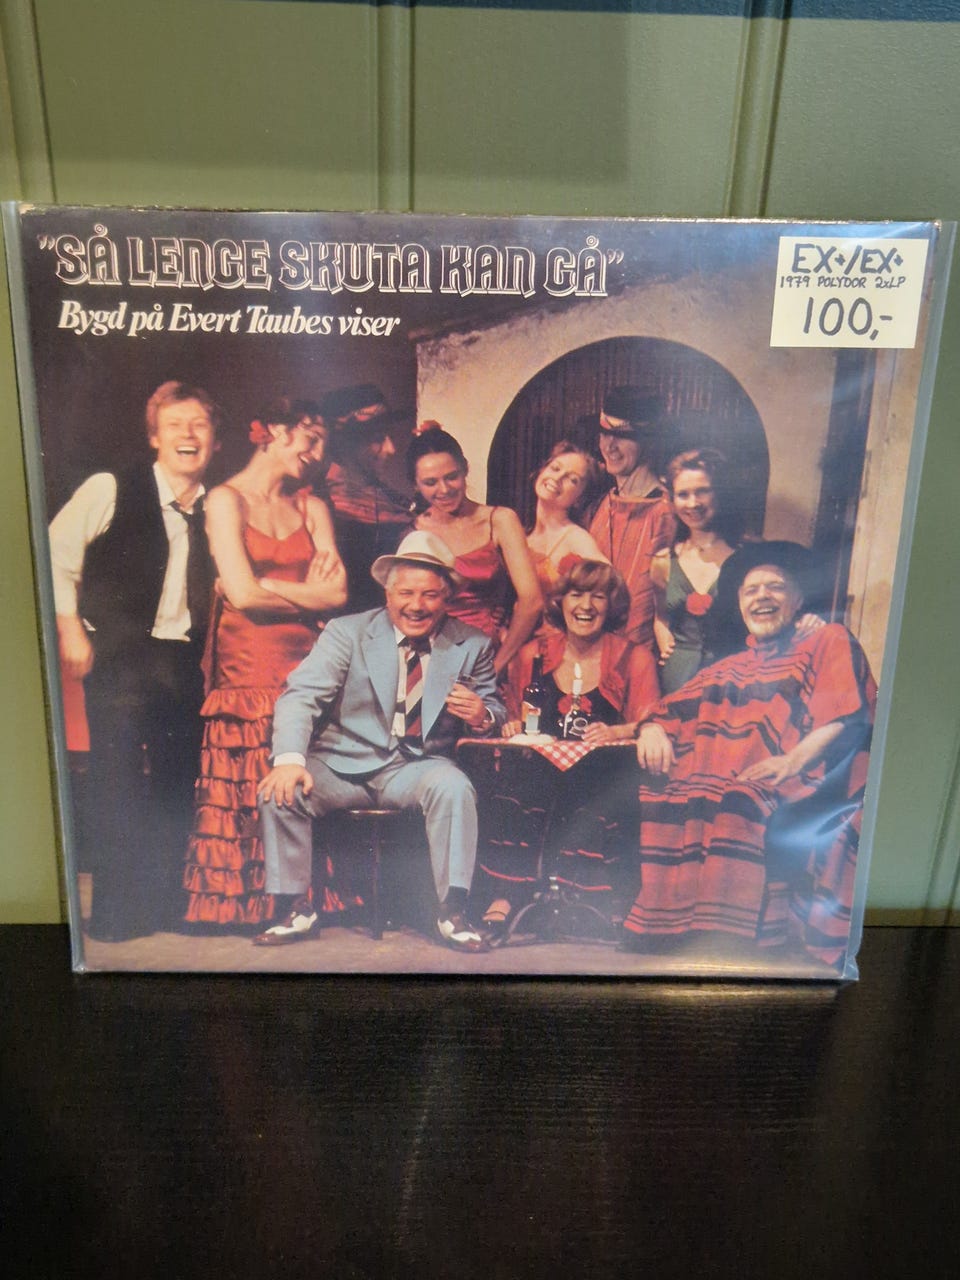 "SÅ LENGE SKUTA KAN GÅ"
Bygd på Evert Taubes viser
EX+/EX+
1979 POLYDOR 2xLP
100,-